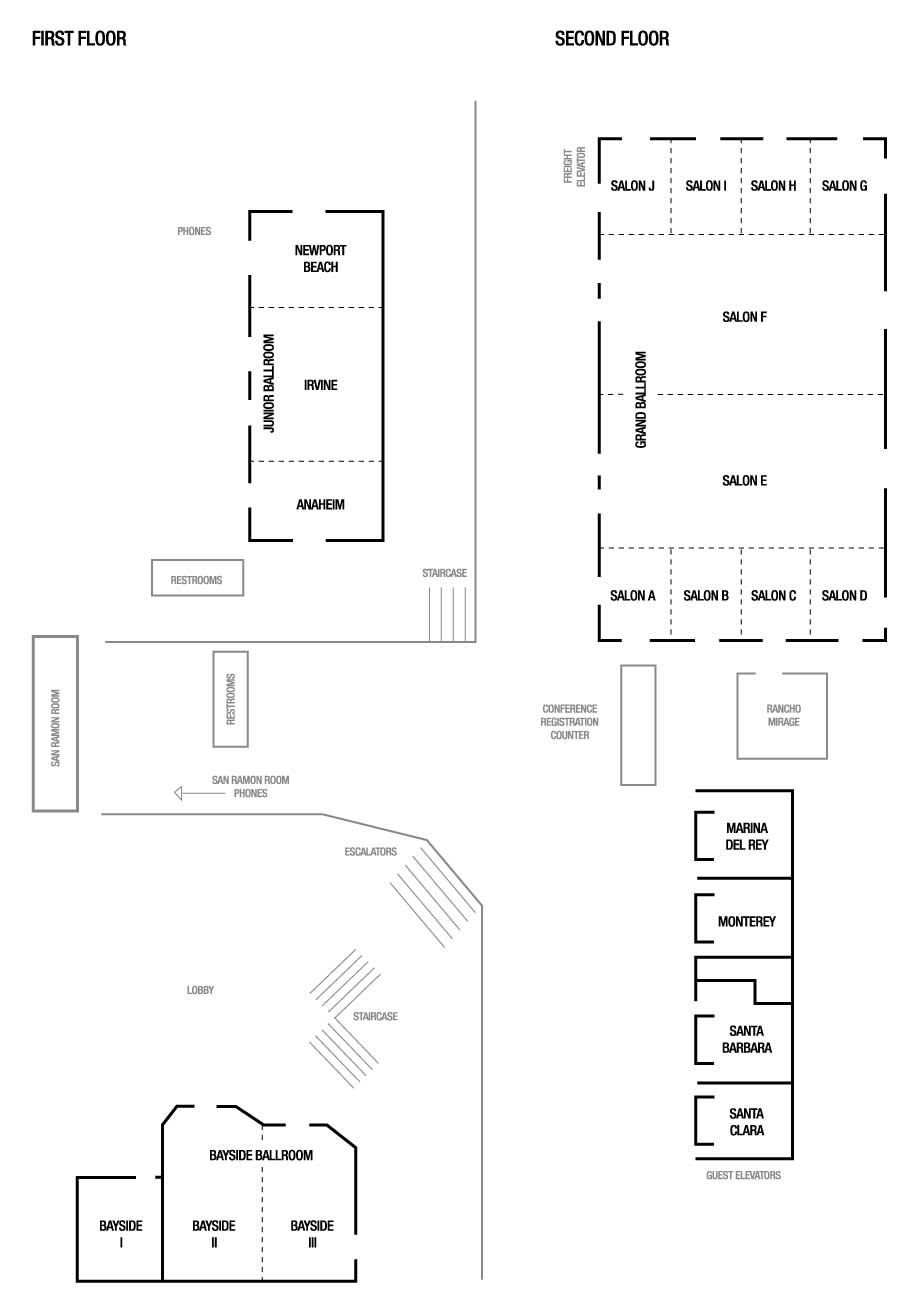 FIRST FLOOR
PHONES
NEWPORT
BEACH
JUNIOR BALLROOM
IRVINE
ANAHEIM
RESTROOMS
STAIRCASE
SAN RAMON ROOM
RESTROOMS
SAN RAMON ROOM
PHONES
ESCALATORS
LOBBY
STAIRCASE
BAYSIDE BALLROOM
BAYSIDE
I
BAYSIDE
II
BAYSIDE
III
SECOND FLOOR
FREIGHT
ELEVATOR
SALON J
SALON I
SALON H
SALON G
SALON F
GRAND BALLROOM
SALON E
SALON A
SALON B
SALON C
SALON D
CONFERENCE
REGISTRATION
COUNTER
RANCHO
MIRAGE
MARINA
DEL REY
MONTEREY
SANTA
BARBARA
SANTA
CLARA
GUEST ELEVATORS